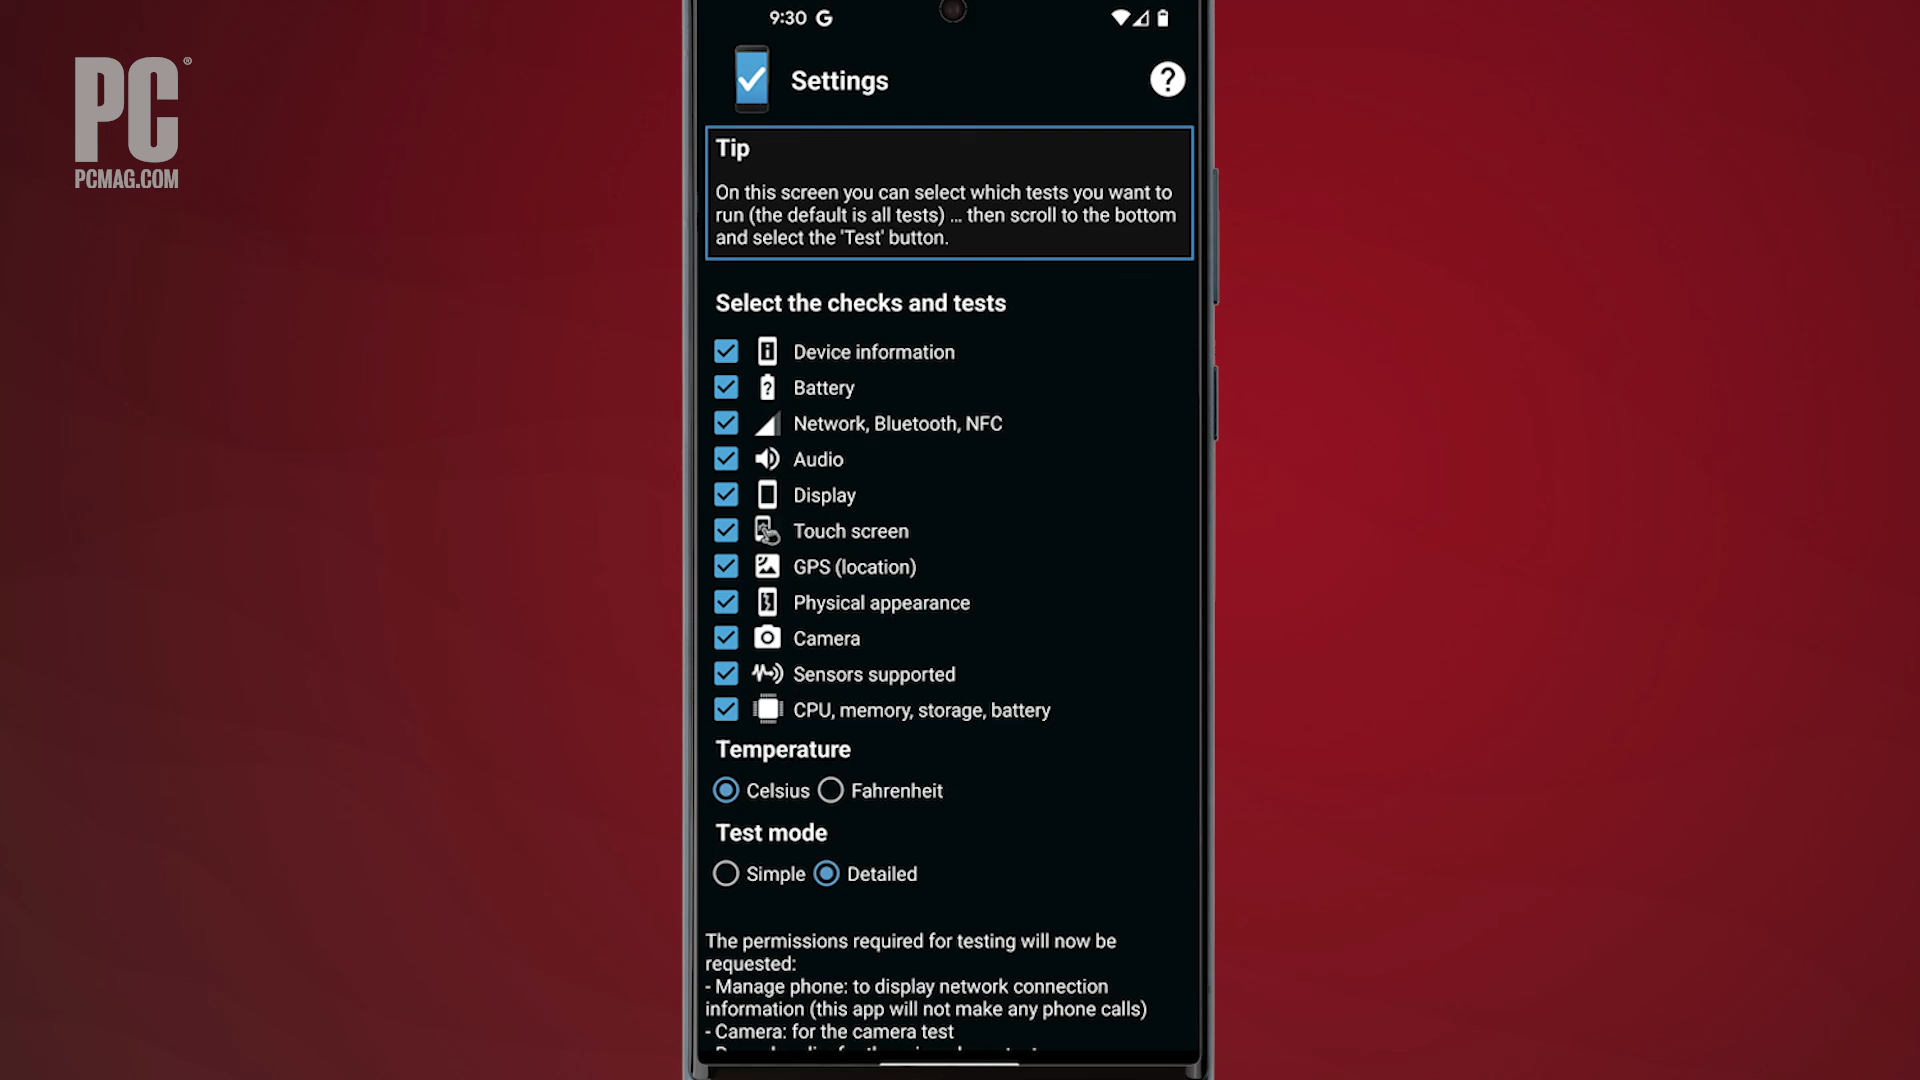 PC®
PCMAG.COM
9:30 G
Settings
?
Tip
On this screen you can select which tests you want to
run (the default is all tests) ... then scroll to the bottom
and select the 'Test' button.
Select the checks and tests
Device information
Battery
Network, Bluetooth, NFC
Audio
Display
Touch screen
GPS (location)
Physical appearance
Camera
Sensors supported
CPU, memory, storage, battery
Temperature
Celsius Fahrenheit
Test mode
Simple Detailed
The permissions required for testing will now be
requested:
- Manage phone: to display network connection
information (this app will not make any phone calls)
- Camera: for the camera test